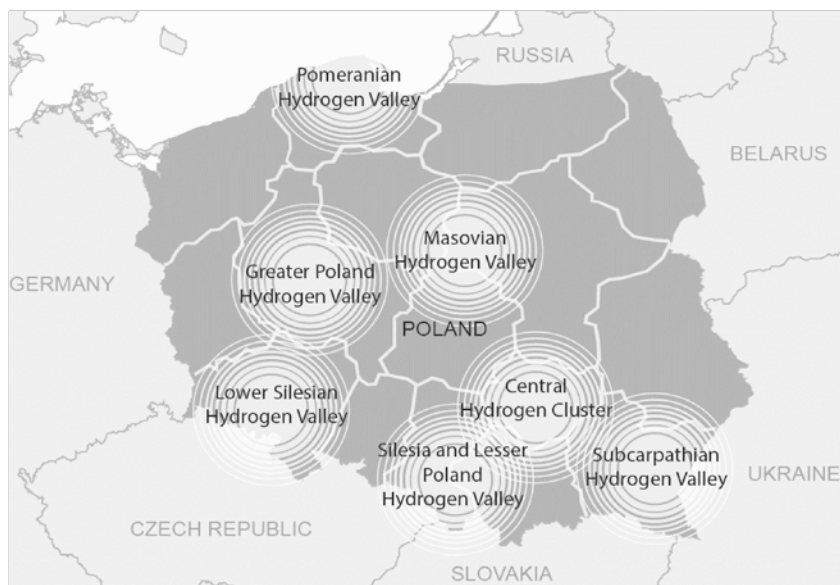 RUSSIA
Pomeranian
Hydrogen Valley
BELARUS
Masovian
Hydrogen Valley
Greater Poland
Hydrogen Valley
GERMANY
POLAND
Lower Silesian
Hydrogen Valley
Central
Hydrogen Cluster
Silesia and Lesser
Poland
Hydrogen Valley
Subcarpathian
Hydrogen Valley
UKRAINE
CZECH REPUBLIC
SLOVAKIA